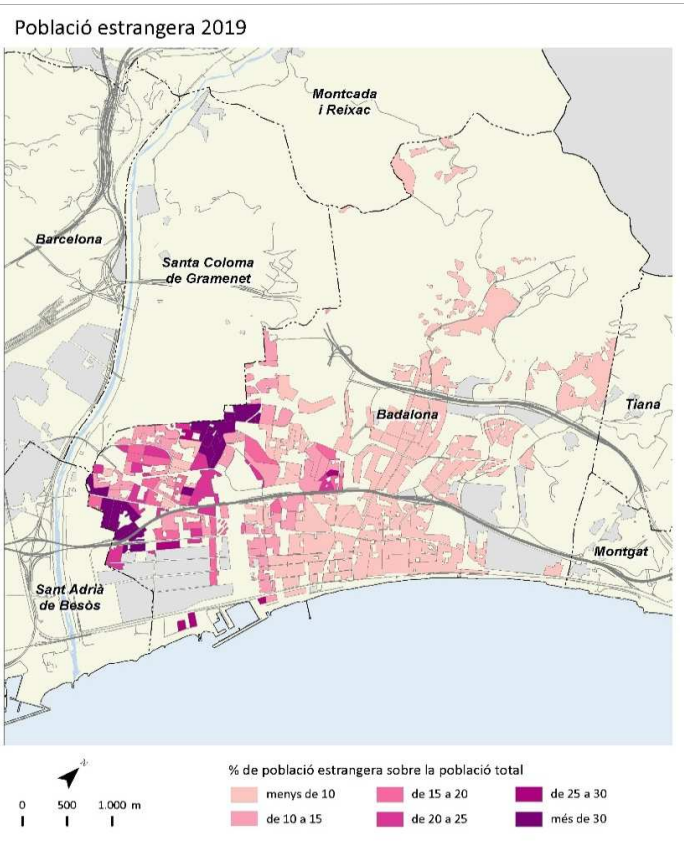 Població estrangera 2019
Montcada
i Reixac
Barcelona
Santa Coloma
de Gramenet
Tiana
Badalona
Montgat
Sant Adrià
de Besòs
% de població estrangera sobre la població total
menys de 10
de 15 a 20
de 25 a 30
de 10 a 15
de 20 a 25
més de 30
0 500 1.000 m